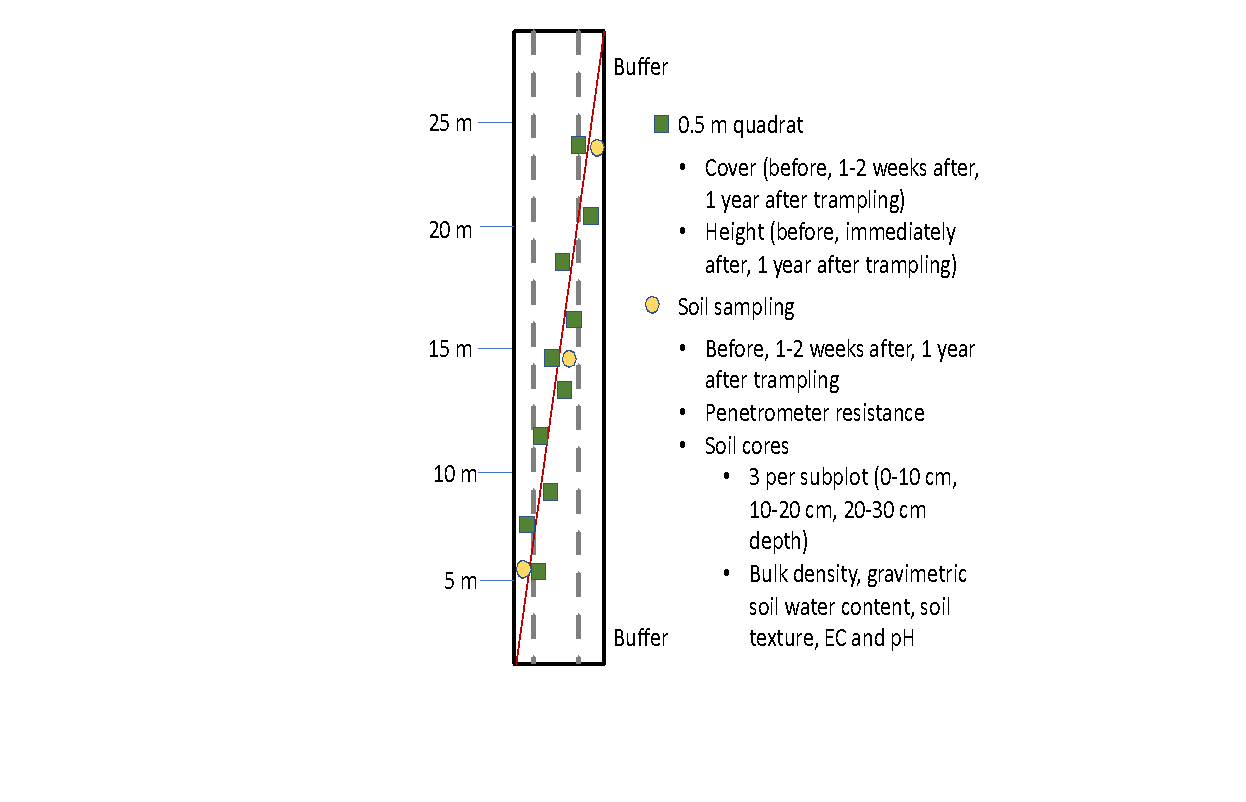 Buffer
25 m
20 m
15 m
10 m
5 m
Buffer
0.5 m quadrat
• Cover (before, 1-2 weeks after,
1 year after trampling)
• Height (before, immediately
after, 1 year after trampling)
Soil sampling
• Before, 1-2 weeks after, 1 year
after trampling
• Penetrometer resistance
• Soil cores
• 3 per subplot (0-10 cm,
10-20 cm, 20-30 cm
depth)
• Bulk density, gravimetric
soil water content, soil
texture, EC and pH